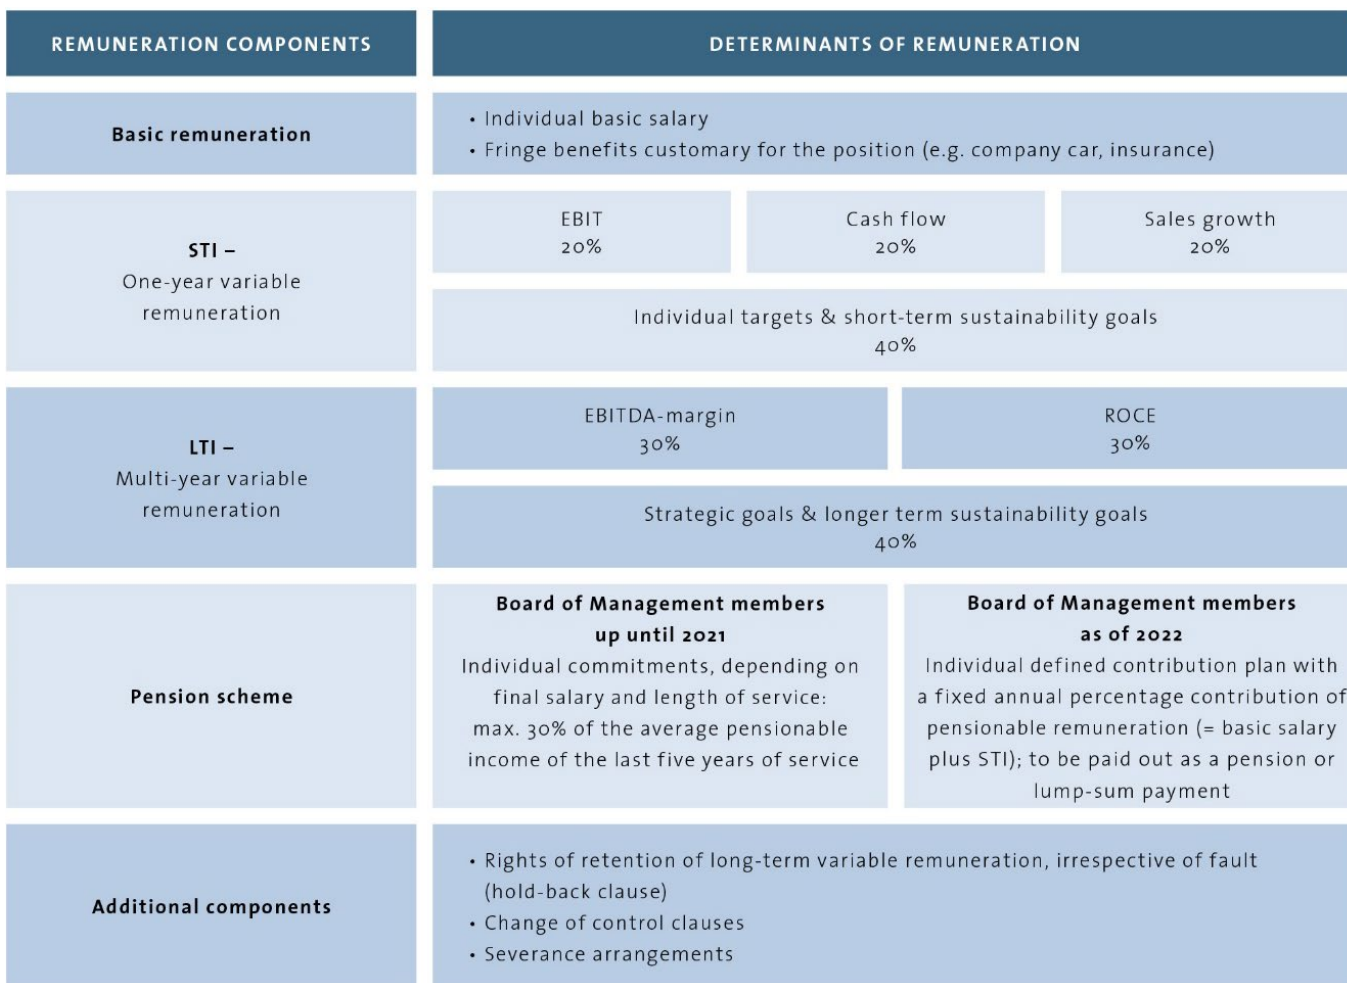 REMUNERATION COMPONENTS
DETERMINANTS OF REMUNERATION
Basic remuneration
• Individual basic salary
• Fringe benefits customary for the position (e.g. company car, insurance)
STI –
One-year variable
remuneration
EBIT
20%
Cash flow
20%
Sales growth
20%
Individual targets & short-term sustainability goals
40%
LTI –
Multi-year variable
remuneration
EBITDA-margin
30%
ROCE
30%
Strategic goals & longer term sustainability goals
40%
Pension scheme
Board of Management members
up until 2021
Individual commitments, depending on
final salary and length of service:
max. 30% of the average pensionable
income of the last five years of service
Board of Management members
as of 2022
Individual defined contribution plan with
a fixed annual percentage contribution of
pensionable remuneration (= basic salary
plus STI); to be paid out as a pension or
lump-sum payment
Additional components
• Rights of retention of long-term variable remuneration, irrespective of fault
(hold-back clause)
• Change of control clauses
• Severance arrangements